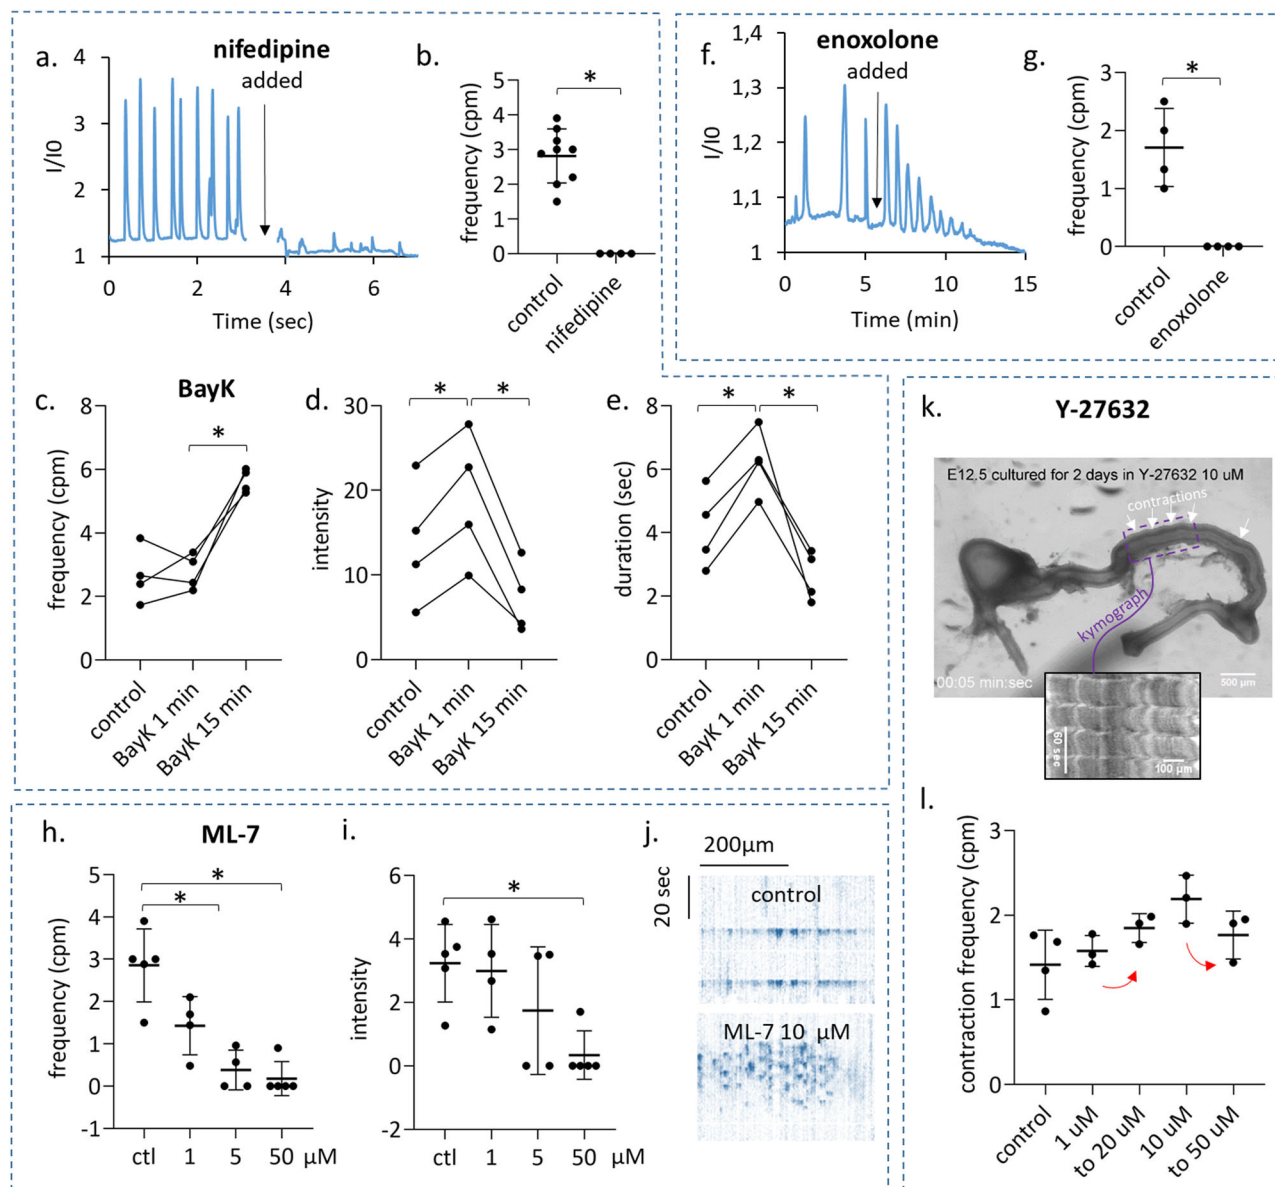 a.
nifedipine
added
4
3
2
1
I/I0
0
2
4
6
Time (sec)
b.
*
5
4
3
2
1
0
frequency (cpm)
control
nifedipine
f.
enoxolone
added
1,4
1,3
1,2
1,1
1
I/I0
0
5
10
15
Time (min)
g.
*
3
2
1
0
frequency (cpm)
control
enoxolone
c.
BayK
*
8
6
4
2
0
frequency (cpm)
control
BayK 1 min
BayK 15 min
d.
*
*
30
20
10
0
intensity
control
BayK 1 min
BayK 15 min
e.
*
*
8
6
4
2
0
duration (sec)
control
BayK 1 min
BayK 15 min
k.
Y-27632
E12.5 cultured for 2 days in Y-27632 10 uM
contractions
kymograph
00:05 min:sec
500 µm
60 sec
100 µm
h.
ML-7
*
*
5
4
3
2
1
0
-1
frequency (cpm)
ctl
1
5
50
µM
i.
*
6
4
2
0
-2
intensity
ctl
1
5
50
µM
j.
200µm
20 sec
control
ML-7 10 µM
l.
3
2
1
0
contraction frequency (cpm)
control
1 uM
to 20 uM
10 uM
to 50 uM